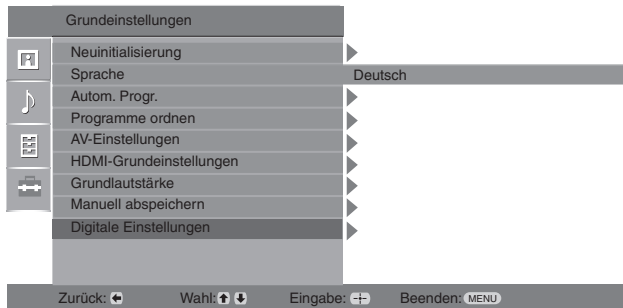 Grundeinstellungen
Neuinitialisierung
Sprache Deutsch
Autom. Progr.
Programme ordnen
AV-Einstellungen
HDMI-Grundeinstellungen
Grundlautstärke
Manuell abspeichern
Digitale Einstellungen
Zurück: Wahl: Eingabe: Beenden: MENU